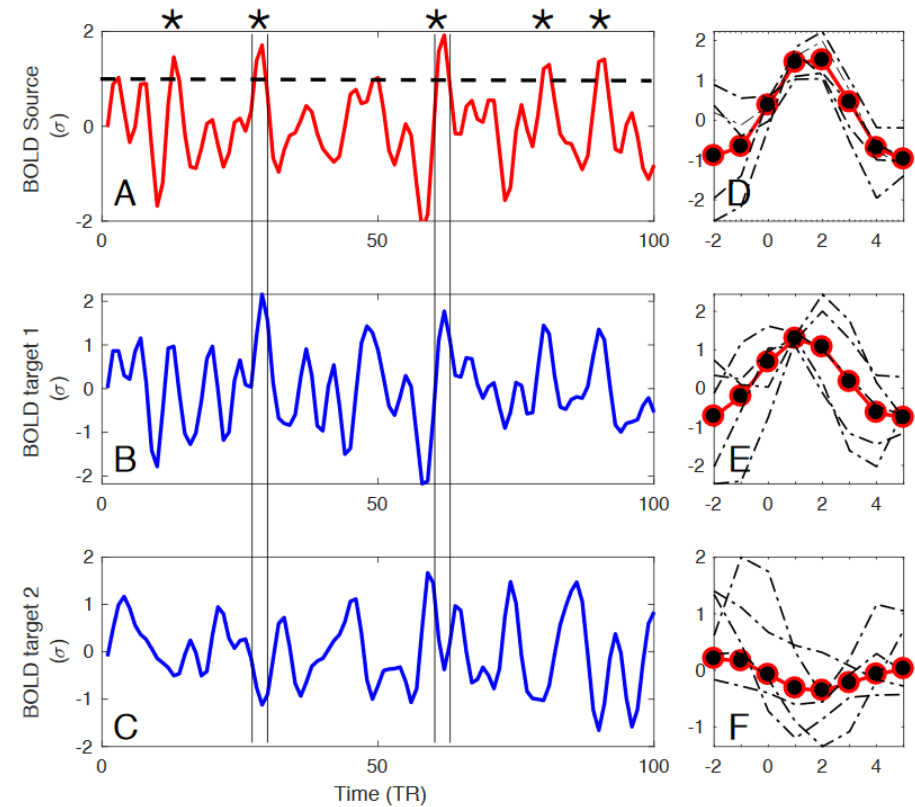 * * * * *
BOLD Source
(σ)
2
0
-2
A
0
50
100
D
2
1
0
-1
-2
-2 0 2 4
BOLD target 1
(σ)
2
1
0
-1
-2
B
0
50
100
E
2
1
0
-1
-2
-2 0 2 4
BOLD target 2
(σ)
2
1
0
-1
-2
C
0
50
100
Time (TR)
F
2
1
0
-1
-2 0 2 4